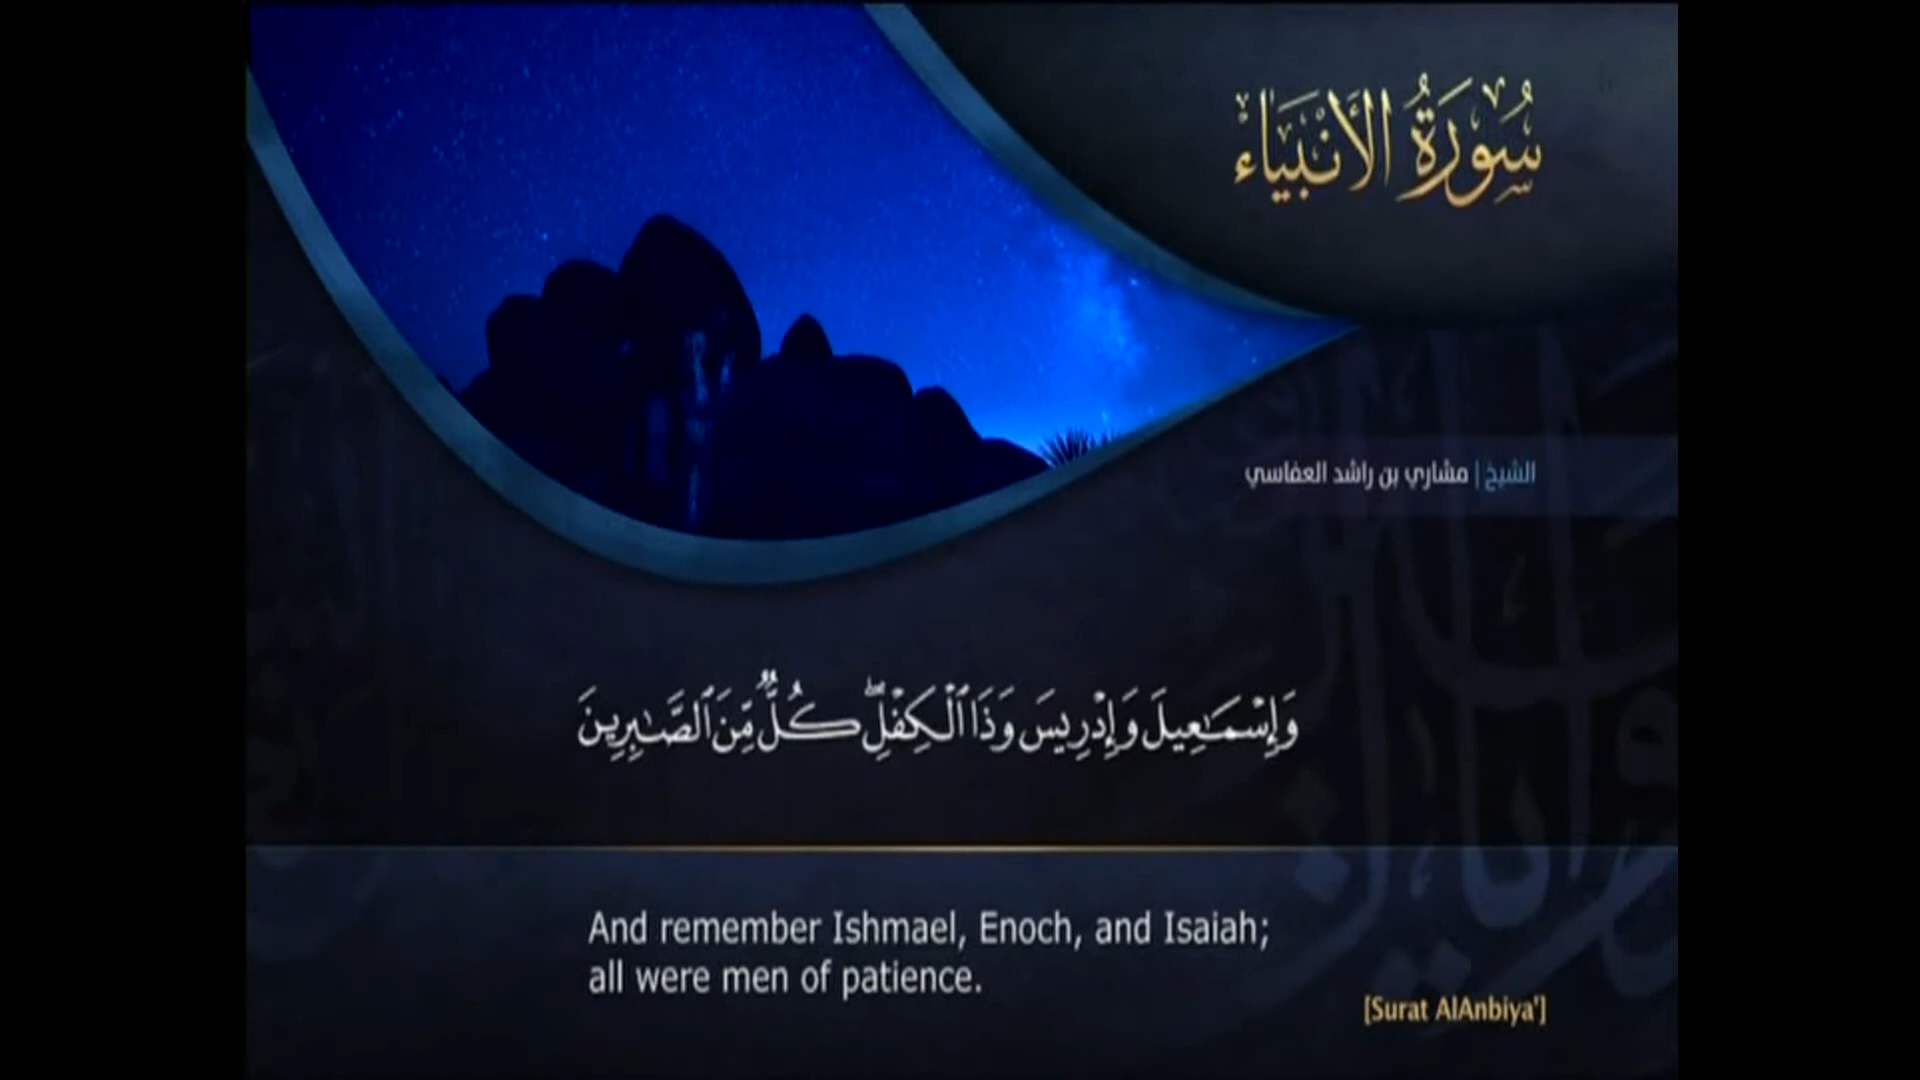 سُورَةُ الأَنْبِيَاءْ
الشيخ | مشاري بن راشد العفاسي
وَإِسْمَـٰعِيلَ وَإِدْرِيسَ وَذَا ٱلْكِفْلِ ۖ كُلٌّۭ مِّنَ ٱلصَّـٰبِرِينَ
And remember Ishmael, Enoch, and Isaiah;
all were men of patience.
[Surat AlAnbiya']